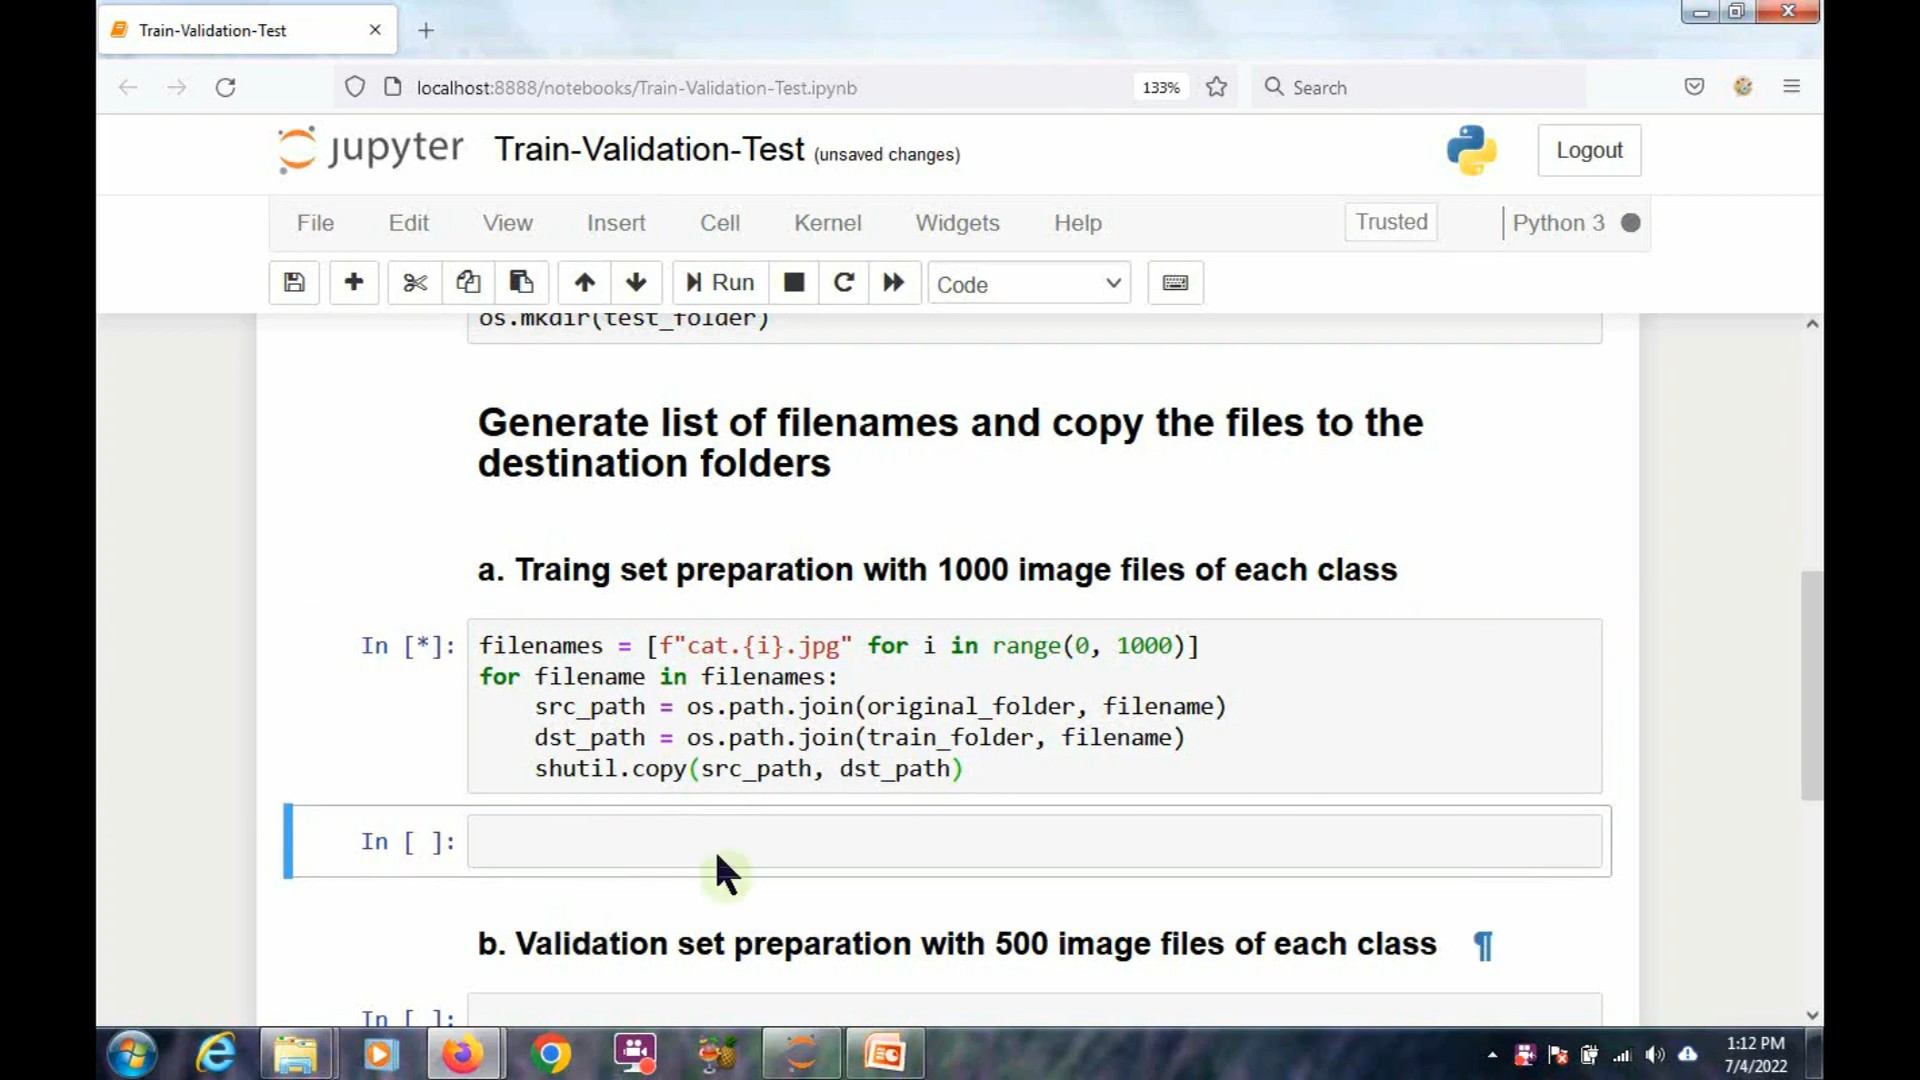 Train-Validation-Test
localhost:8888/notebooks/Train-Validation-Test.ipynb
133%
Search
jupyter
Train-Validation-Test (unsaved changes)
Logout
File Edit View Insert Cell Kernel Widgets Help
Trusted
Python 3
Run
Code
os.mkdir(test_folder)
Generate list of filenames and copy the files to the
destination folders
a. Traing set preparation with 1000 image files of each class
In [*]:
filenames = [f"cat.{i}.jpg" for i in range(0, 1000)]
for filename in filenames:
    src_path = os.path.join(original_folder, filename)
    dst_path = os.path.join(train_folder, filename)
    shutil.copy(src_path, dst_path)
In [ ]:
b. Validation set preparation with 500 image files of each class ¶
In [ ]:
1:12 PM
7/4/2022